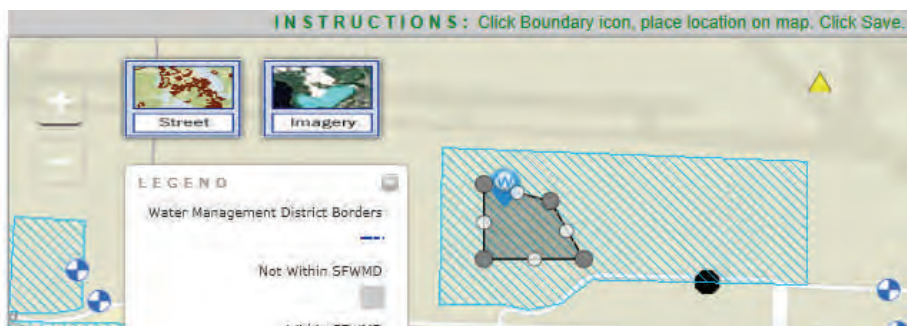 INSTRUCTIONS: Click Boundary icon, place location on map. Click Save.
Street
Imagery
LEGEND
Water Management District Borders
Not Within SFWMD
W